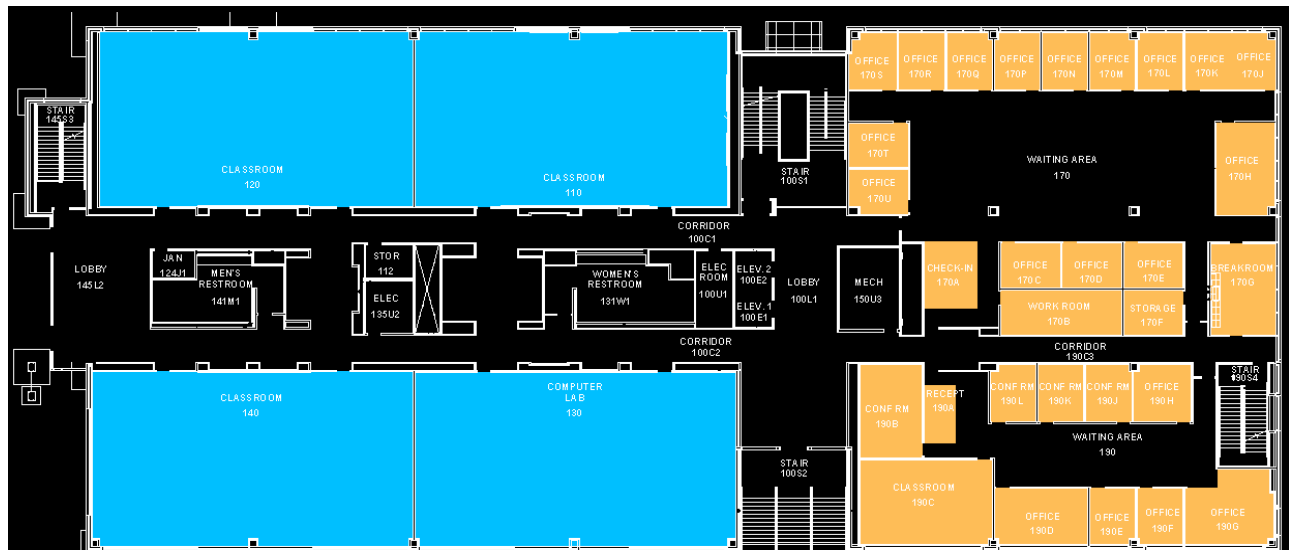 OFFICE
170S
OFFICE
170R
OFFICE
170Q
OFFICE
170P
OFFICE
170N
OFFICE
170M
OFFICE
170L
OFFICE
170K
OFFICE
170J
STAIR
145S3
CLASSROOM
120
CLASSROOM
110
STAIR
100S1
OFFICE
170T
OFFICE
170U
WAITING AREA
170
OFFICE
170H
CORRIDOR
100C1
LOBBY
145L2
JAN
124J1
MEN'S
RESTROOM
141M1
STOR
112
ELEC
135U2
WOMEN'S
RESTROOM
131W1
ELEC
ROOM
100U1
ELEV. 2
100E2
ELEV. 1
100E1
LOBBY
100L1
MECH
150U3
CHECK-IN
170A
OFFICE
170C
OFFICE
170D
OFFICE
170E
BREAKROOM
170G
WORK ROOM
170B
STORAGE
170F
CORRIDOR
100C2
CORRIDOR
190C3
CLASSROOM
140
COMPUTER
LAB
130
CONF RM
190B
RECEPT
190A
CONF RM
190L
CONF RM
190K
CONF RM
190J
OFFICE
190H
STAIR
190S4
WAITING AREA
190
STAIR
100S2
CLASSROOM
190C
OFFICE
190D
OFFICE
190E
OFFICE
190F
OFFICE
190G